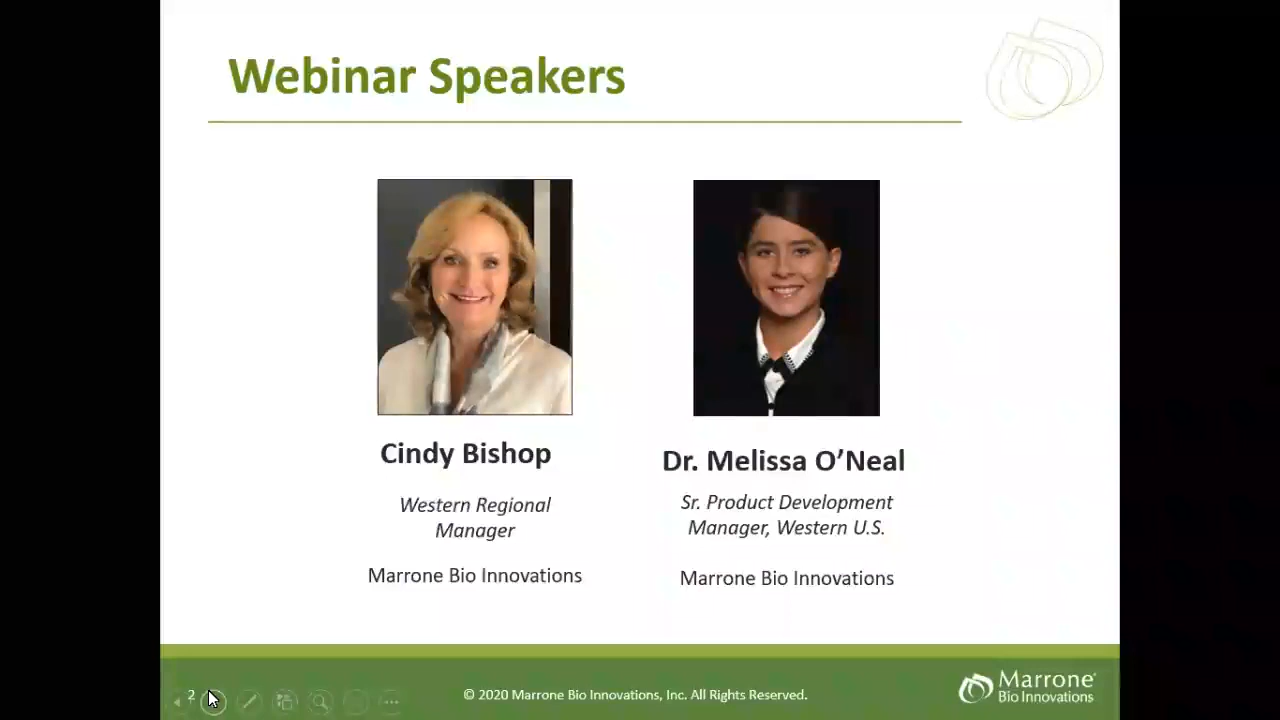 Webinar Speakers
Cindy Bishop
Western Regional
Manager
Marrone Bio Innovations
Dr. Melissa O’Neal
Sr. Product Development
Manager, Western U.S.
Marrone Bio Innovations
2
© 2020 Marrone Bio Innovations, Inc. All Rights Reserved.
Marrone®
Bio Innovations